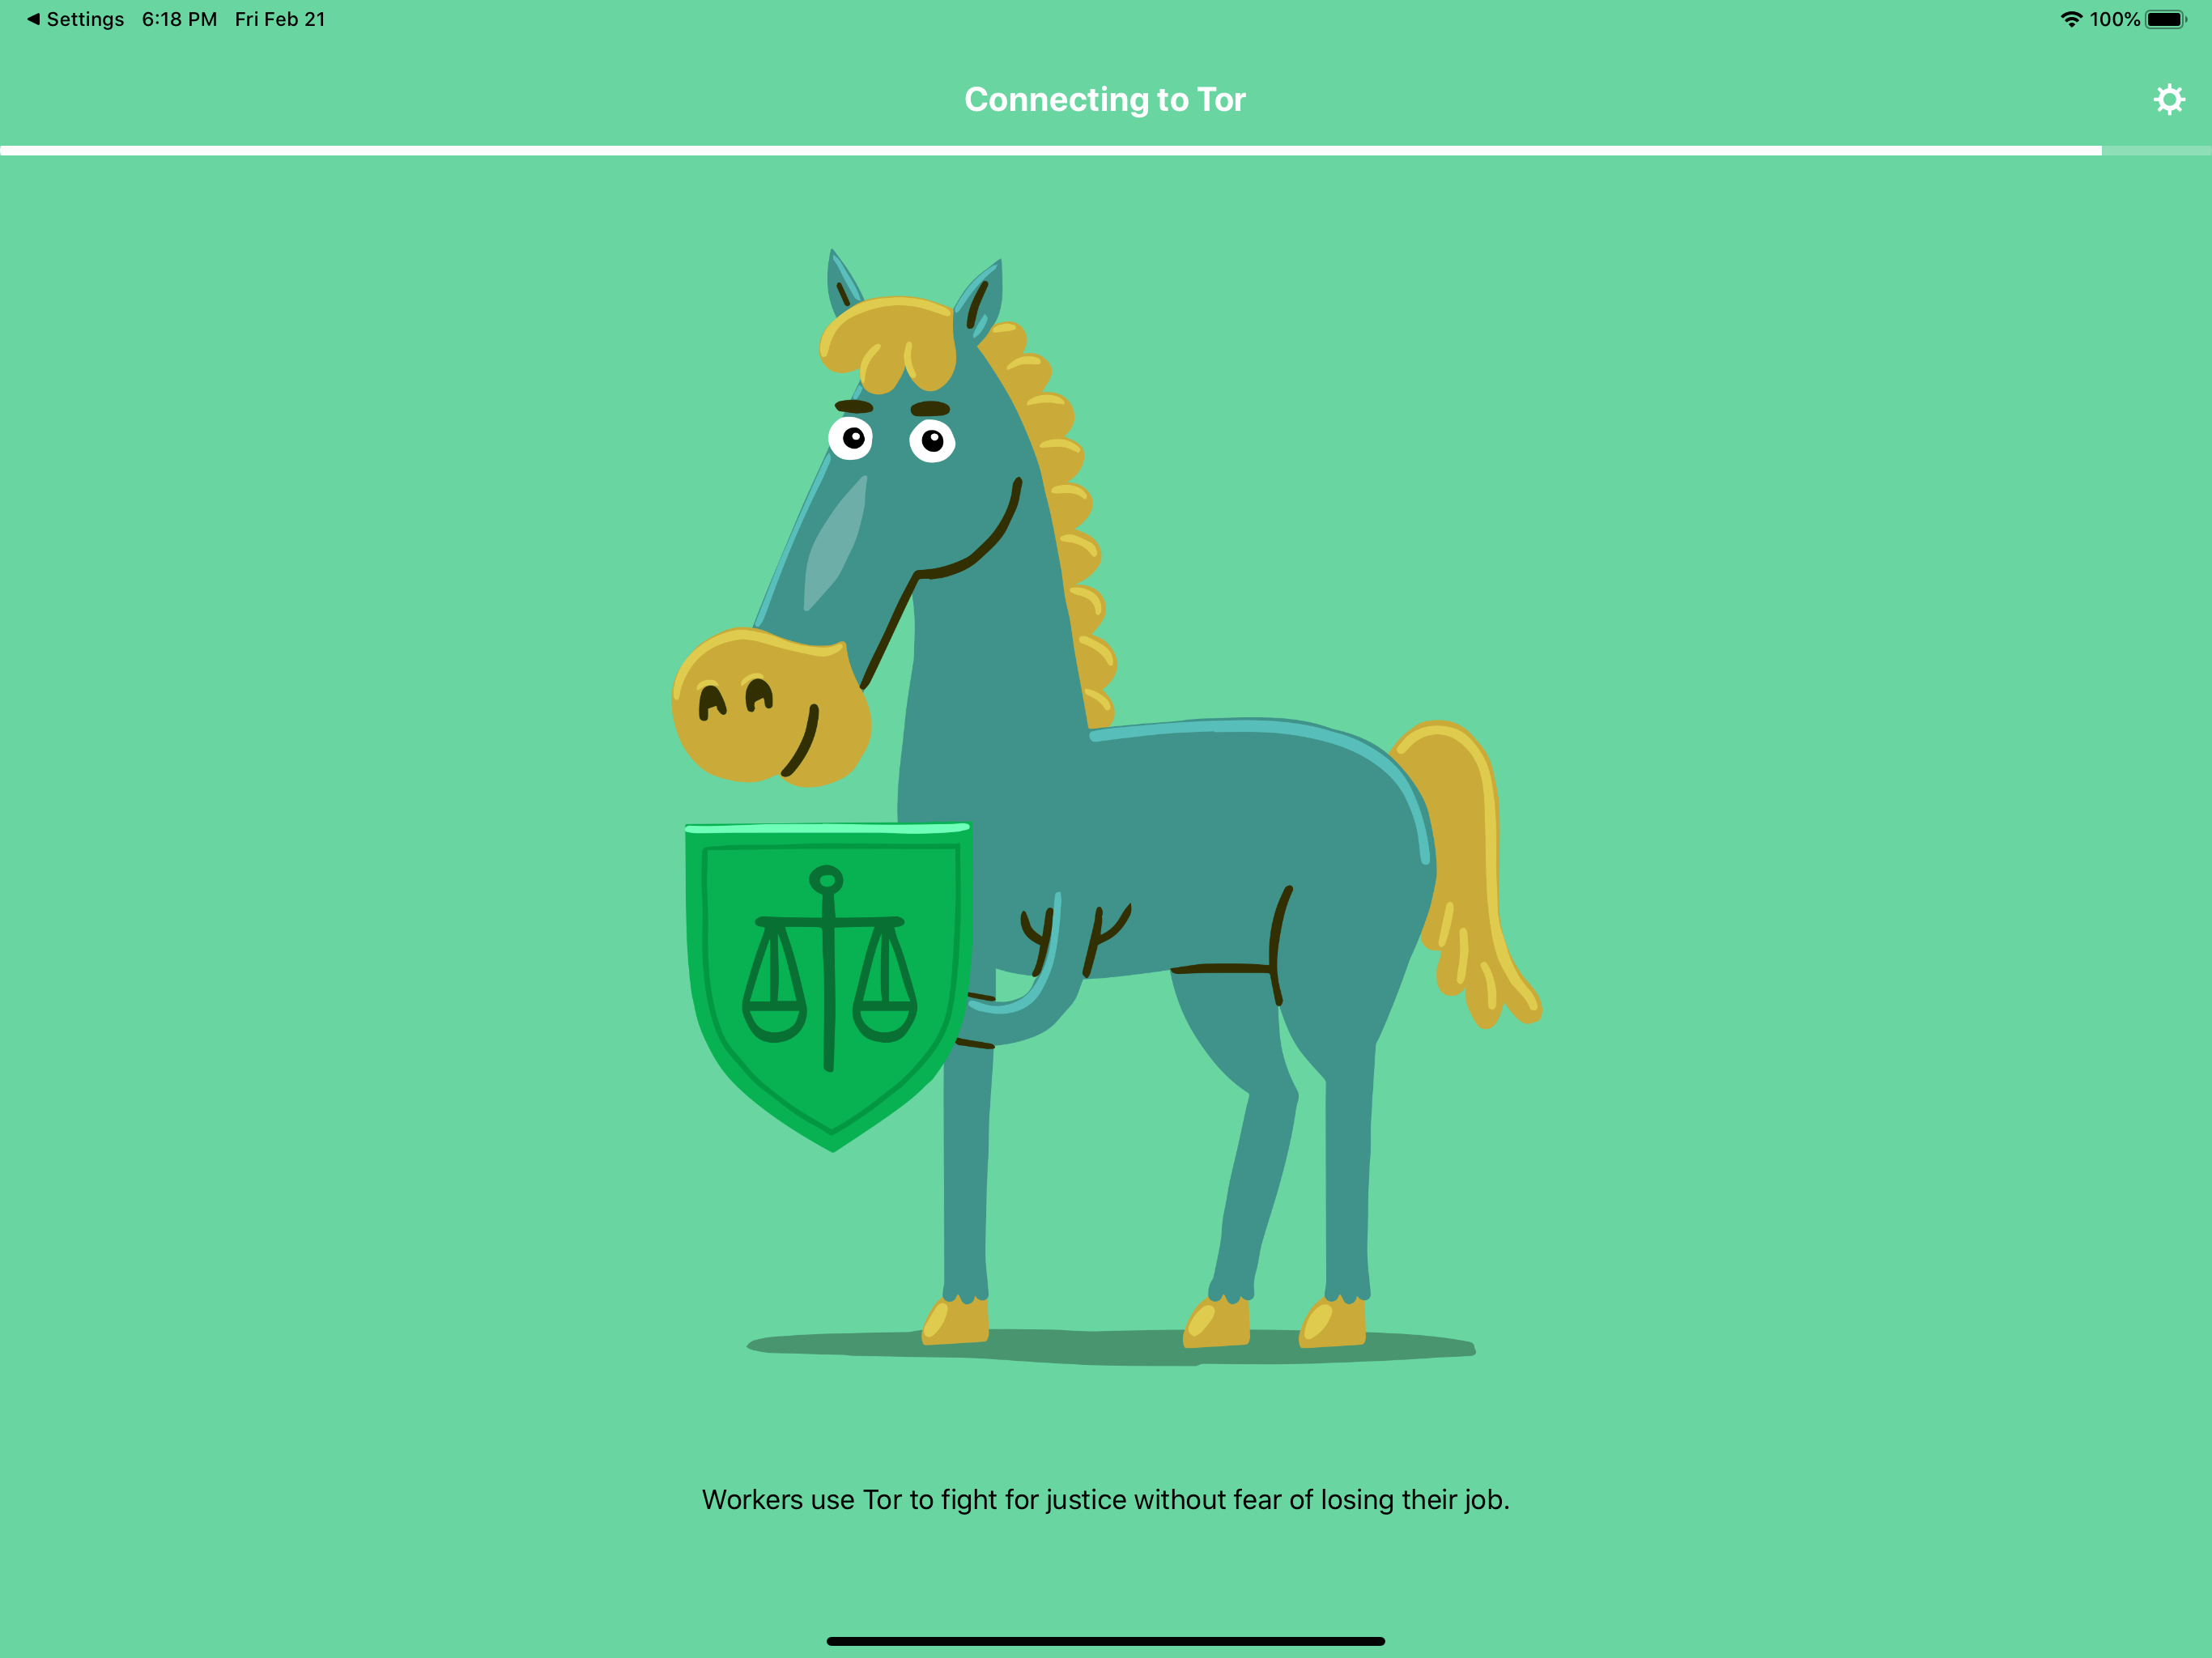 Settings 6:18 PM Fri Feb 21 100%
Connecting to Tor
Workers use Tor to fight for justice without fear of losing their job.